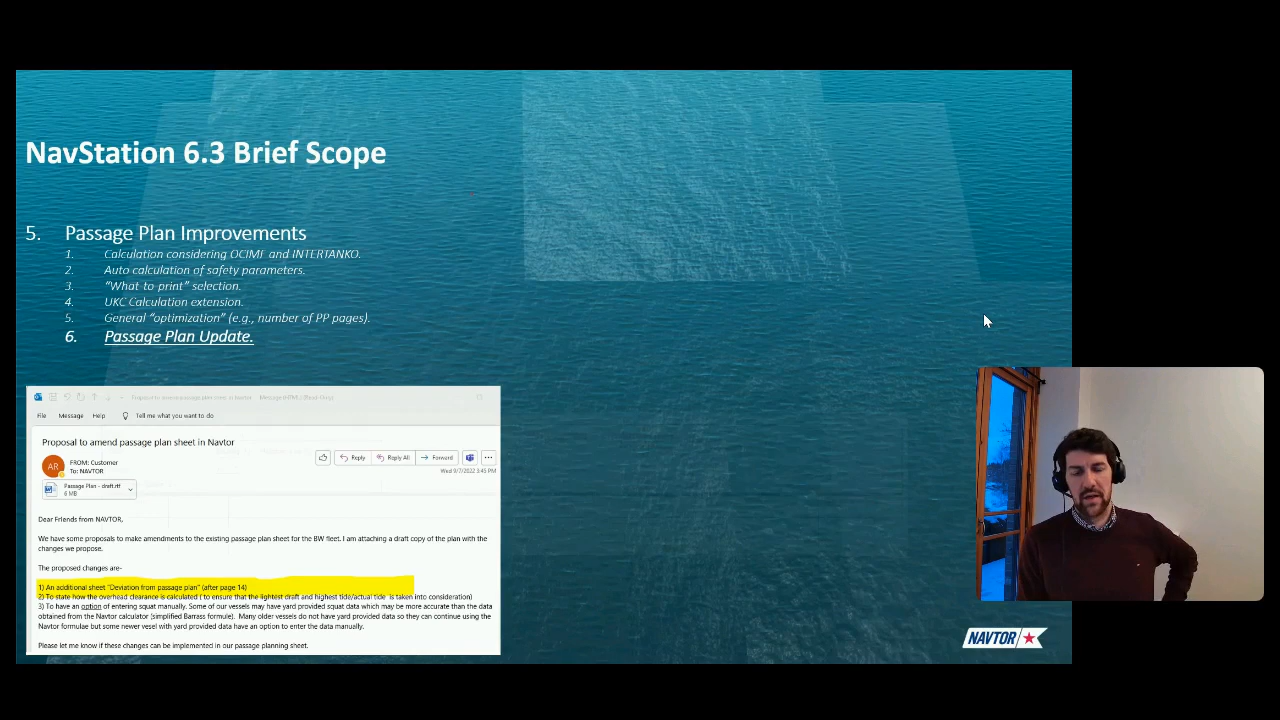 NavStation 6.3 Brief Scope
5. Passage Plan Improvements
1. Calculation considering OCIMF and INTERTANKO.
2. Auto calculation of safety parameters.
3. "What-to-print" selection.
4. UKC Calculation extension.
5. General "optimization" (e.g., number of PP pages).
6. Passage Plan Update.
File Message Help Tell me what you want to do
Proposal to amend passage plan sheet in Navtor
AR
FROM: Customer
To: NAVTOR
Reply Reply All Forward
Wed 9/7/2022 3:45 PM
Passage Plan - draft.rtf
6 MB
Dear Friends from NAVTOR,
We have some proposals to make amendments to the existing passage plan sheet for the BW fleet. I am attaching a draft copy of the plan with the
changes we propose.
The proposed changes are-
1) An additional sheet "Deviation from passage plan" (after page 14)
2) To state how the overhead clearance is calculated ( to ensure that the lightest draft and highest tide/actual tide is taken into consideration)
3) To have an option of entering squat manually. Some of our vessels may have yard provided squat data which may be more accurate than the data
obtained from the Navtor calculator (simplified Barrass formule). Many older vessels do not have yard provided data so they can continue using the
Navtor formulae but some newer vesel with yard provided data have an option to enter the data manually.
Please let me know if these changes can be implemented in our passage planning sheet.
NAVTOR